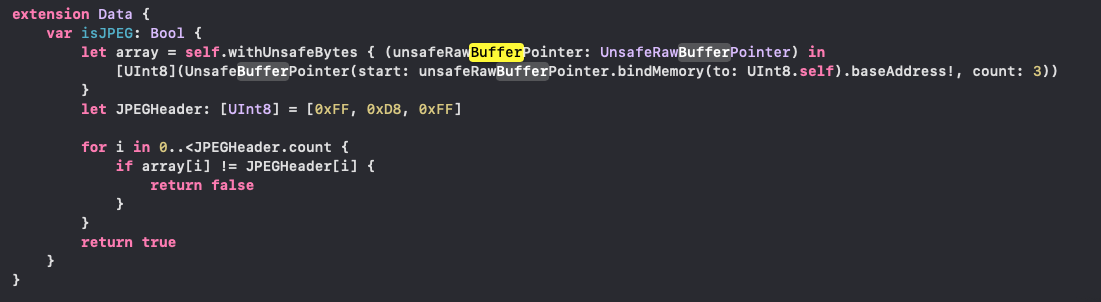 extension Data {
    var isJPEG: Bool {
        let array = self.withUnsafeBytes { (unsafeRawBufferPointer: UnsafeRawBufferPointer) in
            [UInt8](UnsafeBufferPointer(start: unsafeRawBufferPointer.bindMemory(to: UInt8.self).baseAddress!, count: 3))
        }
        let JPEGHeader: [UInt8] = [0xFF, 0xD8, 0xFF]

        for i in 0..<JPEGHeader.count {
            if array[i] != JPEGHeader[i] {
                return false
            }
        }
        return true
    }
}